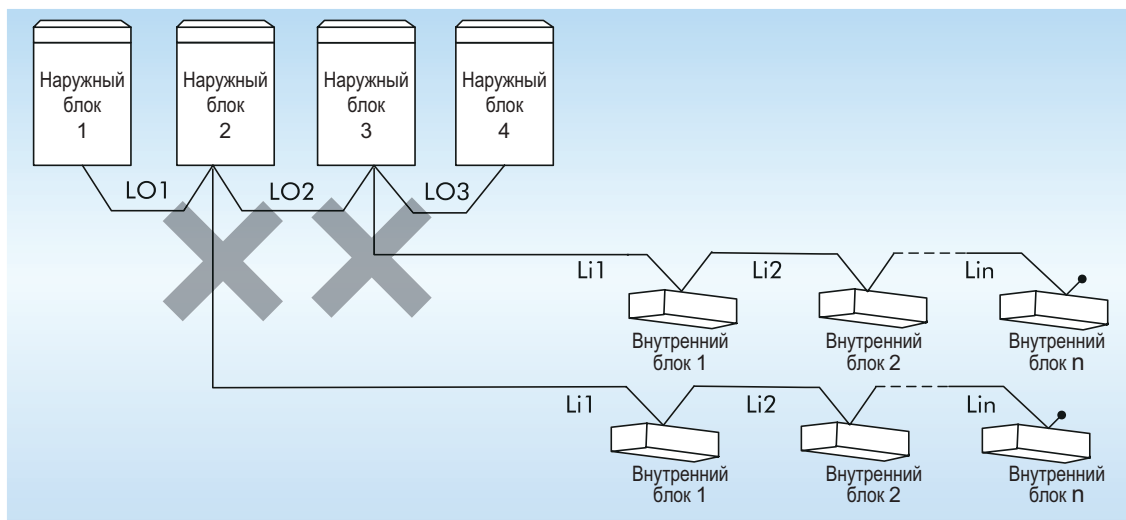 Наружный
блок
1
Наружный
блок
2
Наружный
блок
3
Наружный
блок
4
LO1
LO2
LO3
Li1
Li2
Lin
Внутренний
блок 1
Внутренний
блок 2
Внутренний
блок n
Li1
Li2
Lin
Внутренний
блок 1
Внутренний
блок 2
Внутренний
блок n